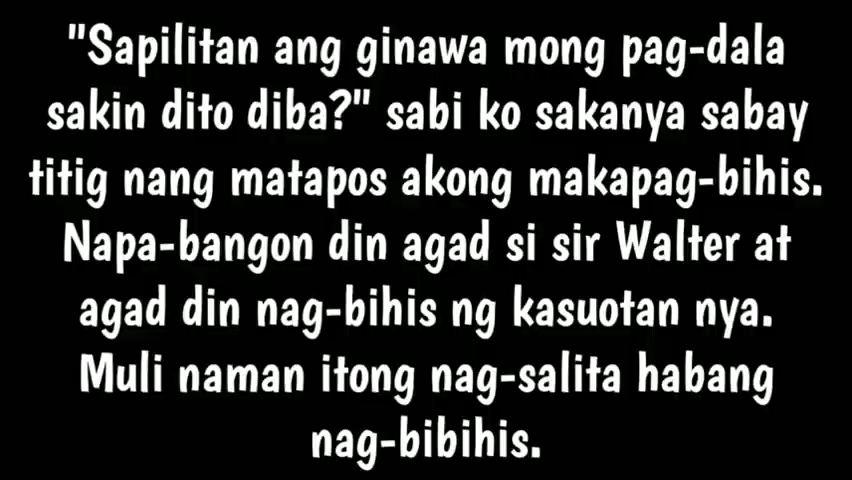 "Sapilitan ang ginawa mong pag-dala
sakin dito diba?" sabi ko sakanya sabay
titig nang matapos akong makapag-bihis.
Napa-bangon din agad si sir Walter at
agad din nag-bihis ng kasuotan nya.
Muli naman itong nag-salita habang
nag-bibihis.